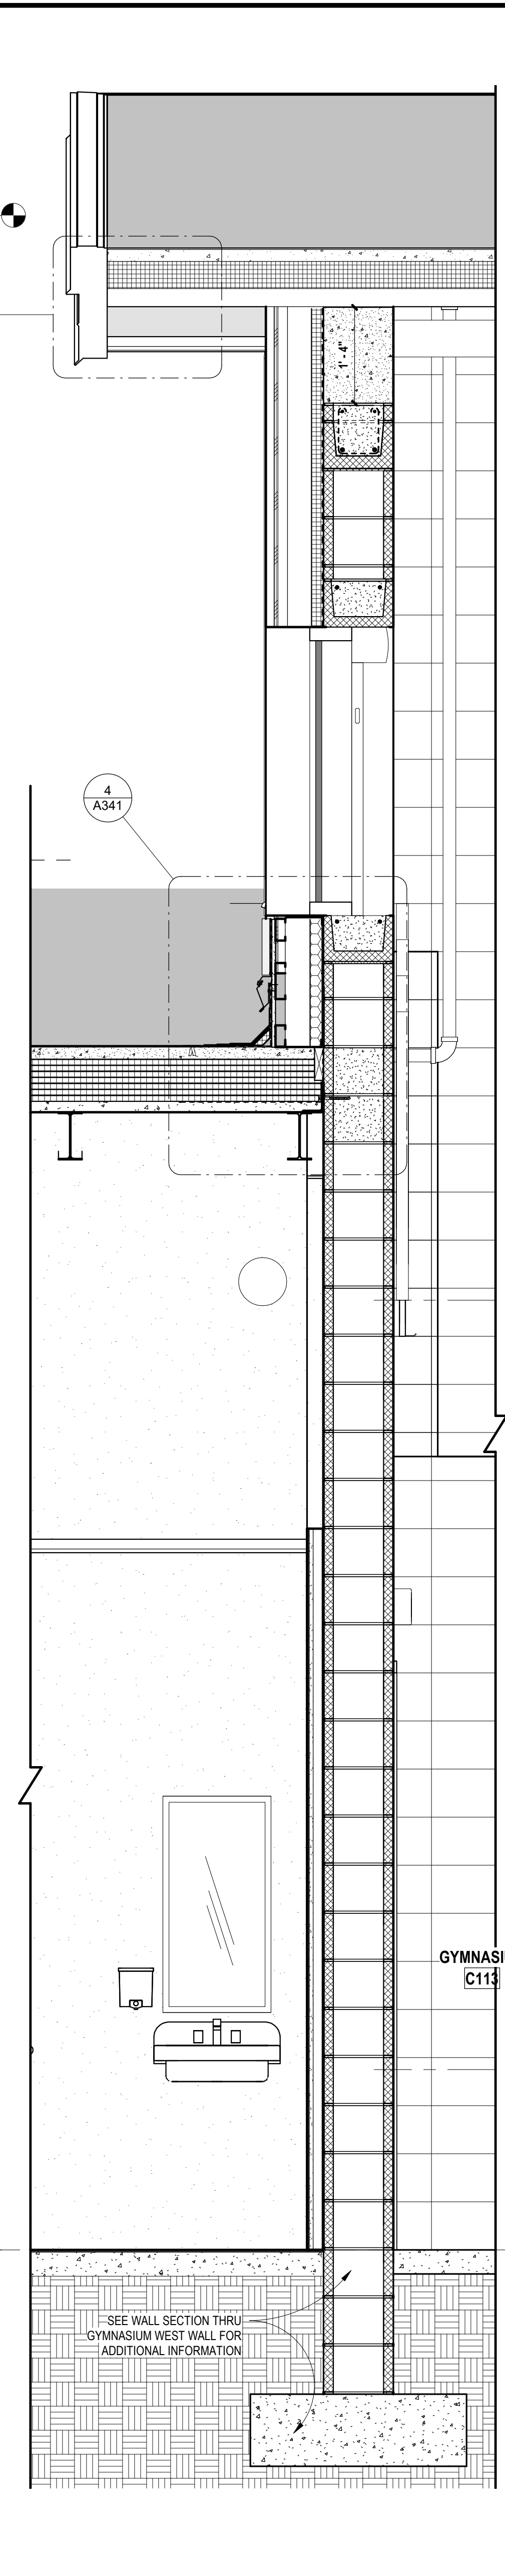 1'-4"
4
A341
GYMNASI
C113
SEE WALL SECTION THRU
GYMNASIUM WEST WALL FOR
ADDITIONAL INFORMATION